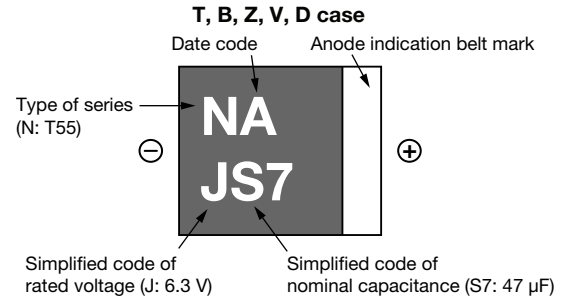 T, B, Z, V, D case
Date code
Anode indication belt mark
Type of series
(N: T55)
NA
JS7
⊖
⊕
Simplified code of
rated voltage (J: 6.3 V)
Simplified code of
nominal capacitance (S7: 47 μF)